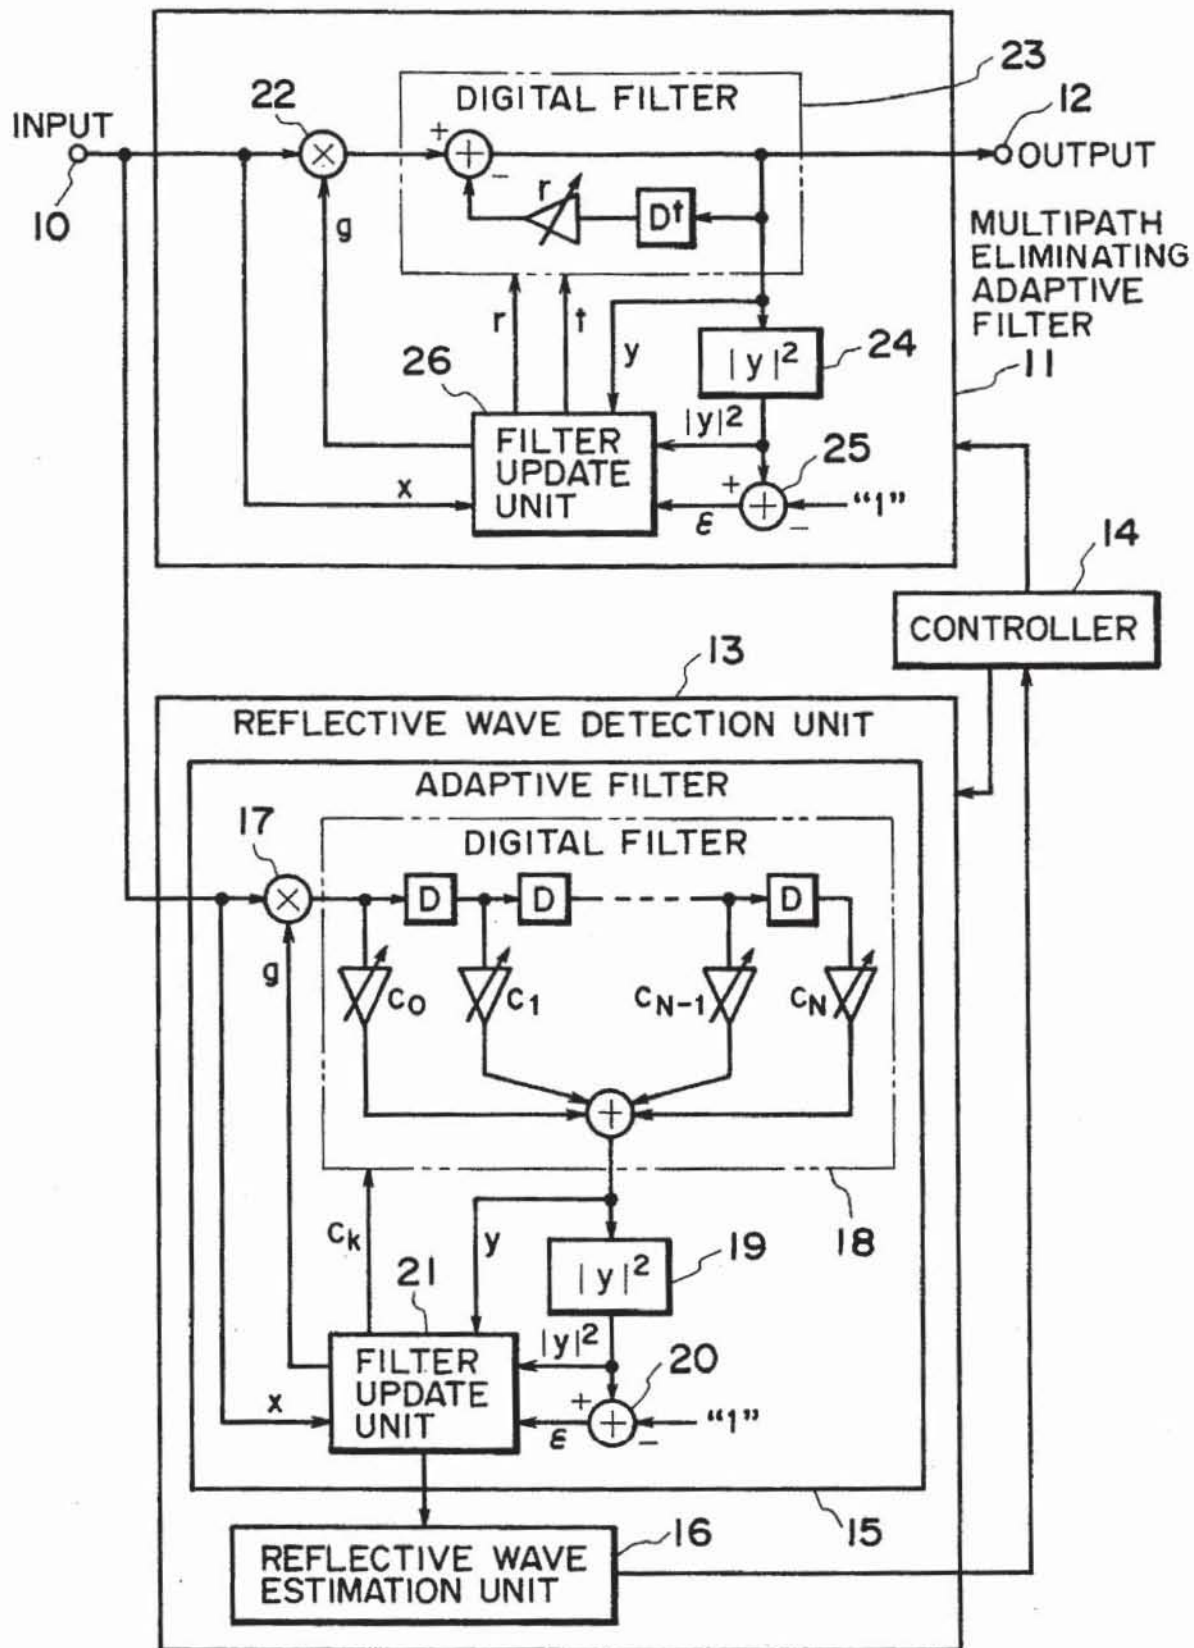 23
DIGITAL FILTER
22
12
INPUT
+
OUTPUT
−
r
10
g
D^t
MULTIPATH
ELIMINATING
ADAPTIVE
FILTER
r
t
y
|y|²
24
26
11
|y|²
FILTER
UPDATE
UNIT
25
x
+
ε
−
“1”
14
CONTROLLER
13
REFLECTIVE WAVE DETECTION UNIT
ADAPTIVE FILTER
17
DIGITAL FILTER
D
D
D
g
C0
C1
CN-1
CN
Ck
y
19
18
|y|²
21
|y|²
20
FILTER
UPDATE
UNIT
x
+
ε
−
“1”
15
16
REFLECTIVE WAVE
ESTIMATION UNIT